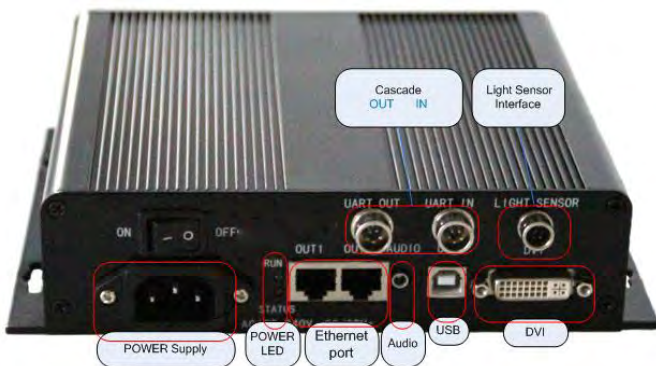 Cascade
OUT IN
Light Sensor
Interface
UART OUT UART IN LIGHT SENSOR
ON OFF
OUT1 AUDIO DVI
RUN
STATUS
POWER Supply
POWER
LED
Ethernet
port
Audio
USB
DVI